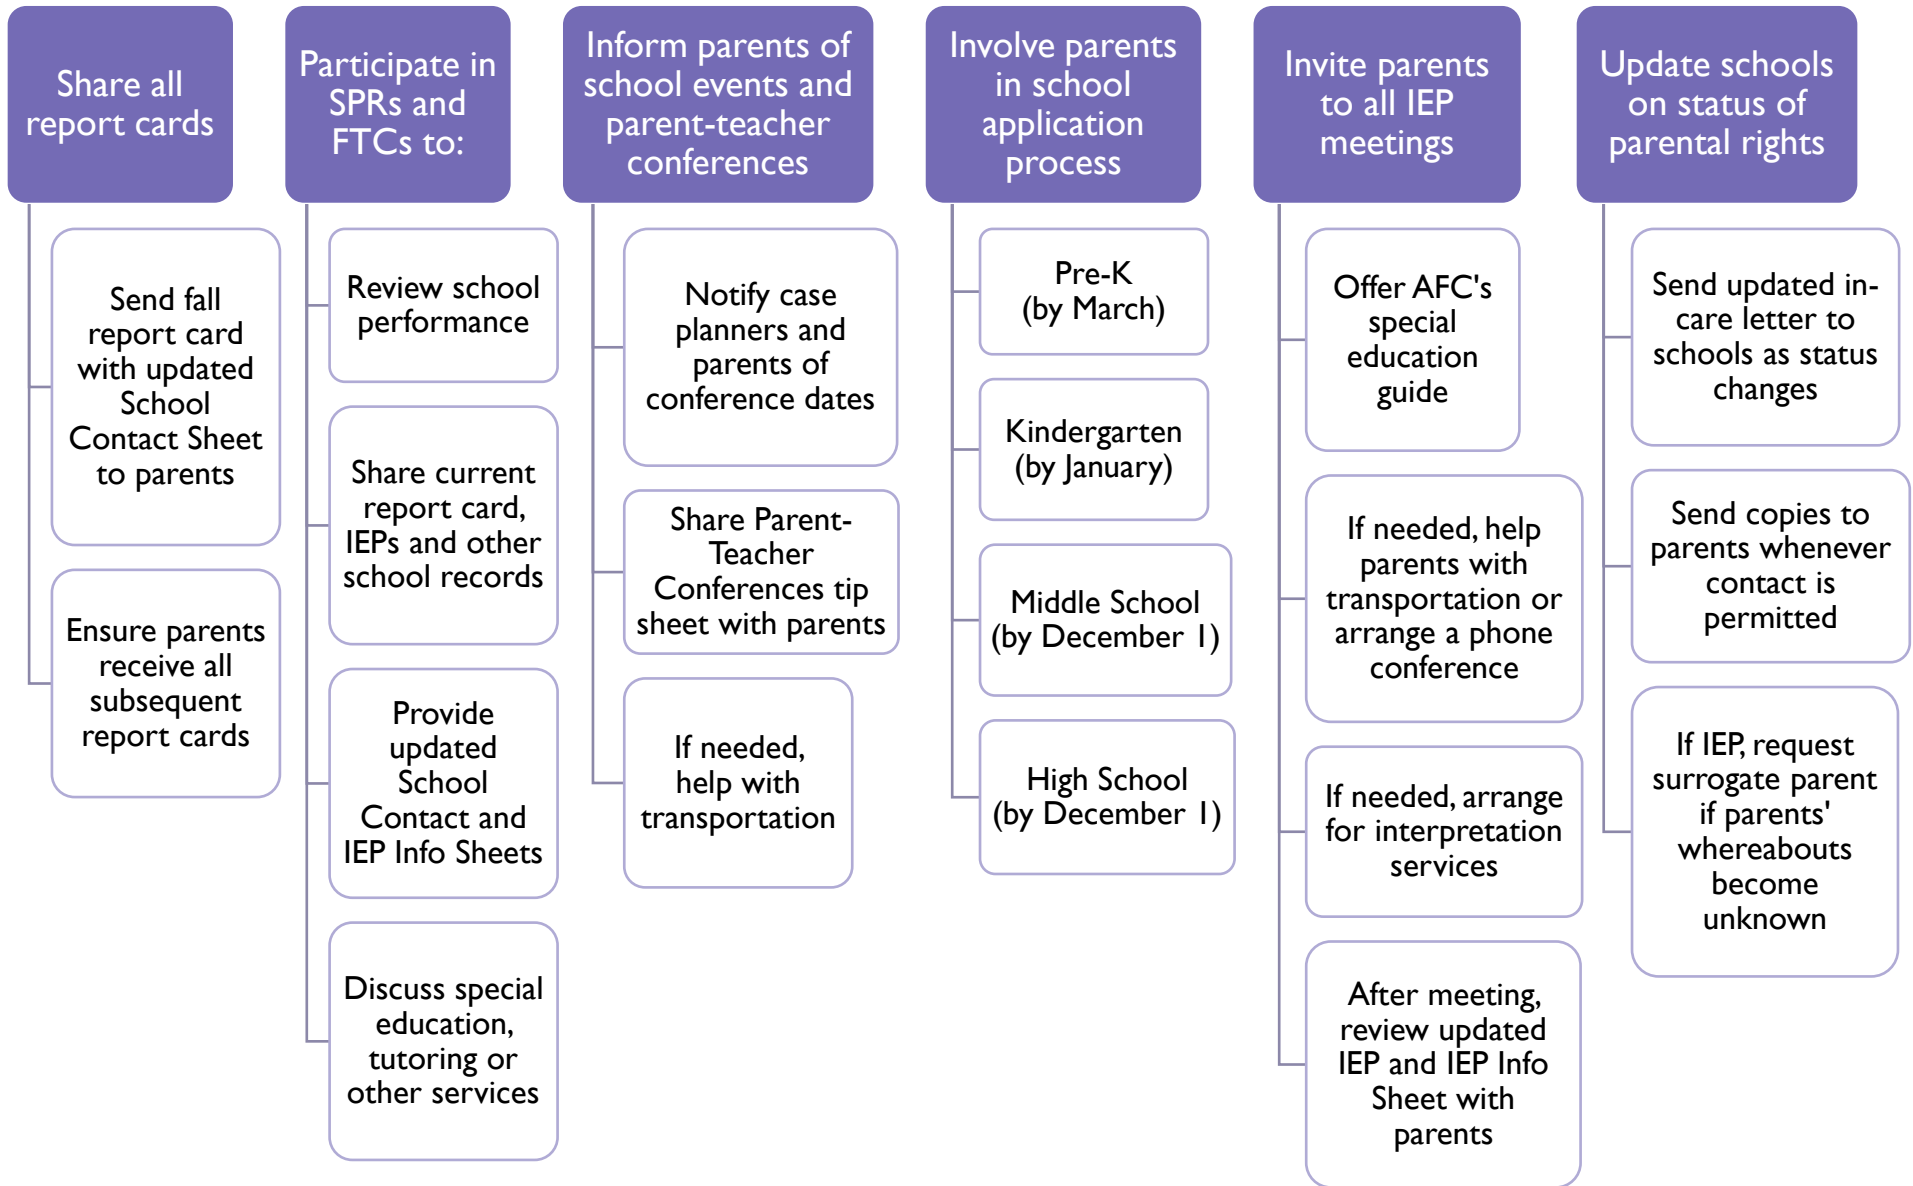 Share all
report cards
Send fall
report card
with updated
School
Contact Sheet
to parents
Ensure parents
receive all
subsequent
report cards
Participate in
SPRs and
FTCs to:
Review school
performance
Share current
report card,
IEPs and other
school records
Provide
updated
School
Contact and
IEP Info Sheets
Discuss special
education,
tutoring or
other services
Inform parents of
school events and
parent-teacher
conferences
Notify case
planners and
parents of
conference dates
Share Parent-
Teacher
Conferences tip
sheet with parents
If needed,
help with
transportation
Involve parents
in school
application
process
Pre-K
(by March)
Kindergarten
(by January)
Middle School
(by December 1)
High School
(by December 1)
Invite parents
to all IEP
meetings
Offer AFC's
special
education
guide
If needed, help
parents with
transportation or
arrange a phone
conference
If needed, arrange
for interpretation
services
After meeting,
review updated
IEP and IEP Info
Sheet with
parents
Update schools
on status of
parental rights
Send updated in-
care letter to
schools as status
changes
Send copies to
parents whenever
contact is
permitted
If IEP, request
surrogate parent
if parents'
whereabouts
become
unknown